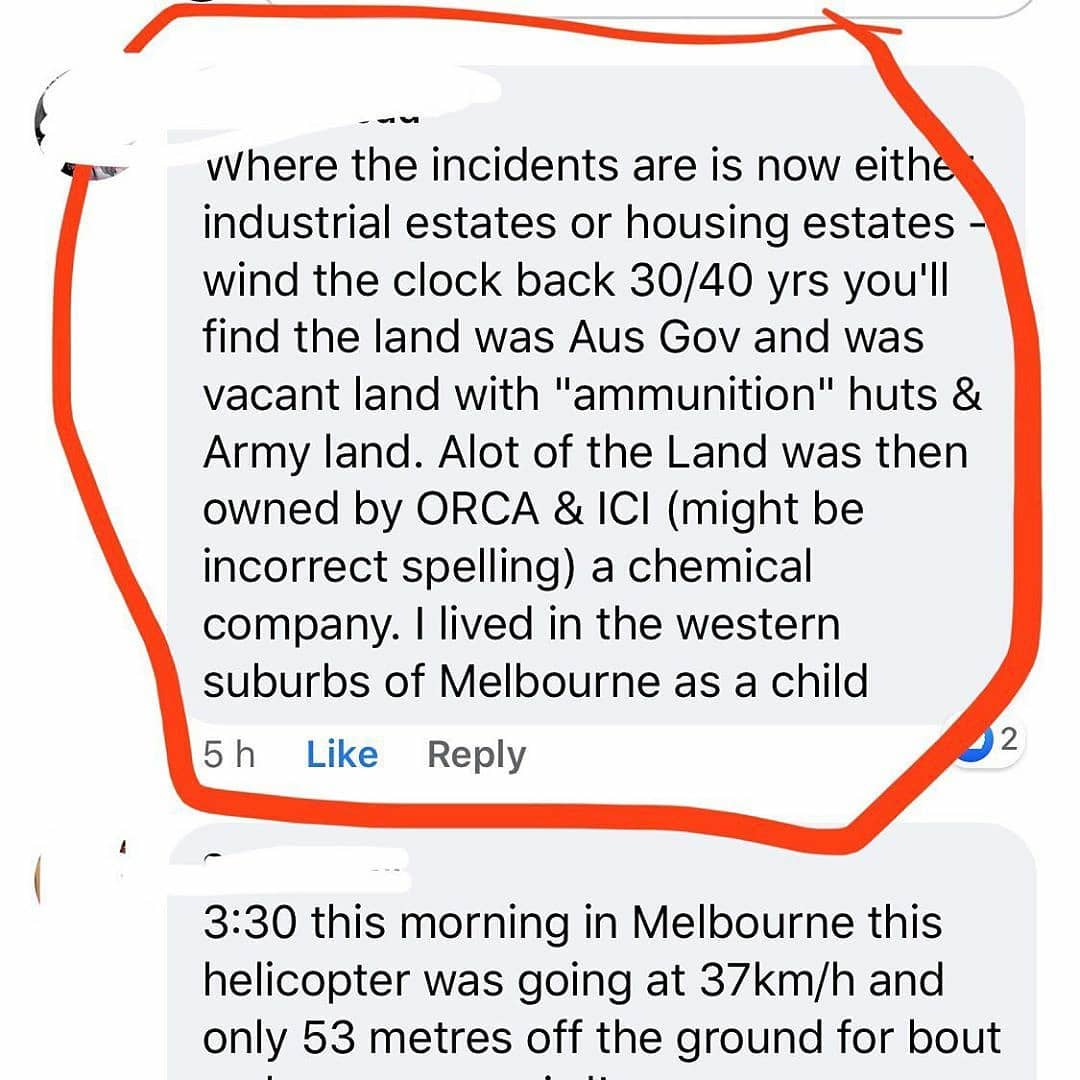 Where the incidents are is now eithe
industrial estates or housing estates -
wind the clock back 30/40 yrs you'll
find the land was Aus Gov and was
vacant land with "ammunition" huts &
Army land. Alot of the Land was then
owned by ORCA & ICI (might be
incorrect spelling) a chemical
company. I lived in the western
suburbs of Melbourne as a child
5 h Like Reply 2
3:30 this morning in Melbourne this
helicopter was going at 37km/h and
only 53 metres off the ground for bout